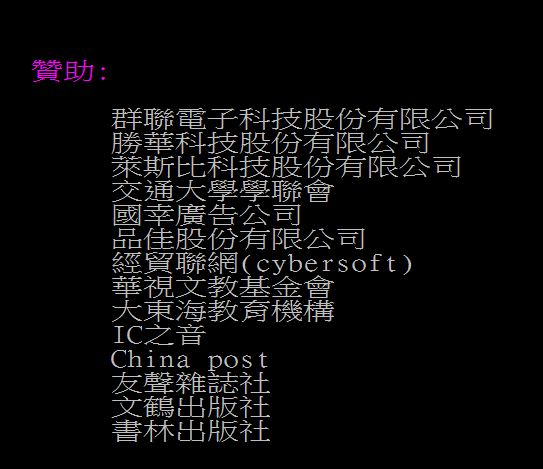 贊助:
群聯電子科技股份有限公司
勝華科技股份有限公司
萊斯比科技股份有限公司
交通大學學聯會
國幸廣告公司
品佳股份有限公司
經貿聯網(cybersoft)
華視文教基金會
大東海教育機構
IC之音
China post
友聲雜誌社
文鶴出版社
書林出版社